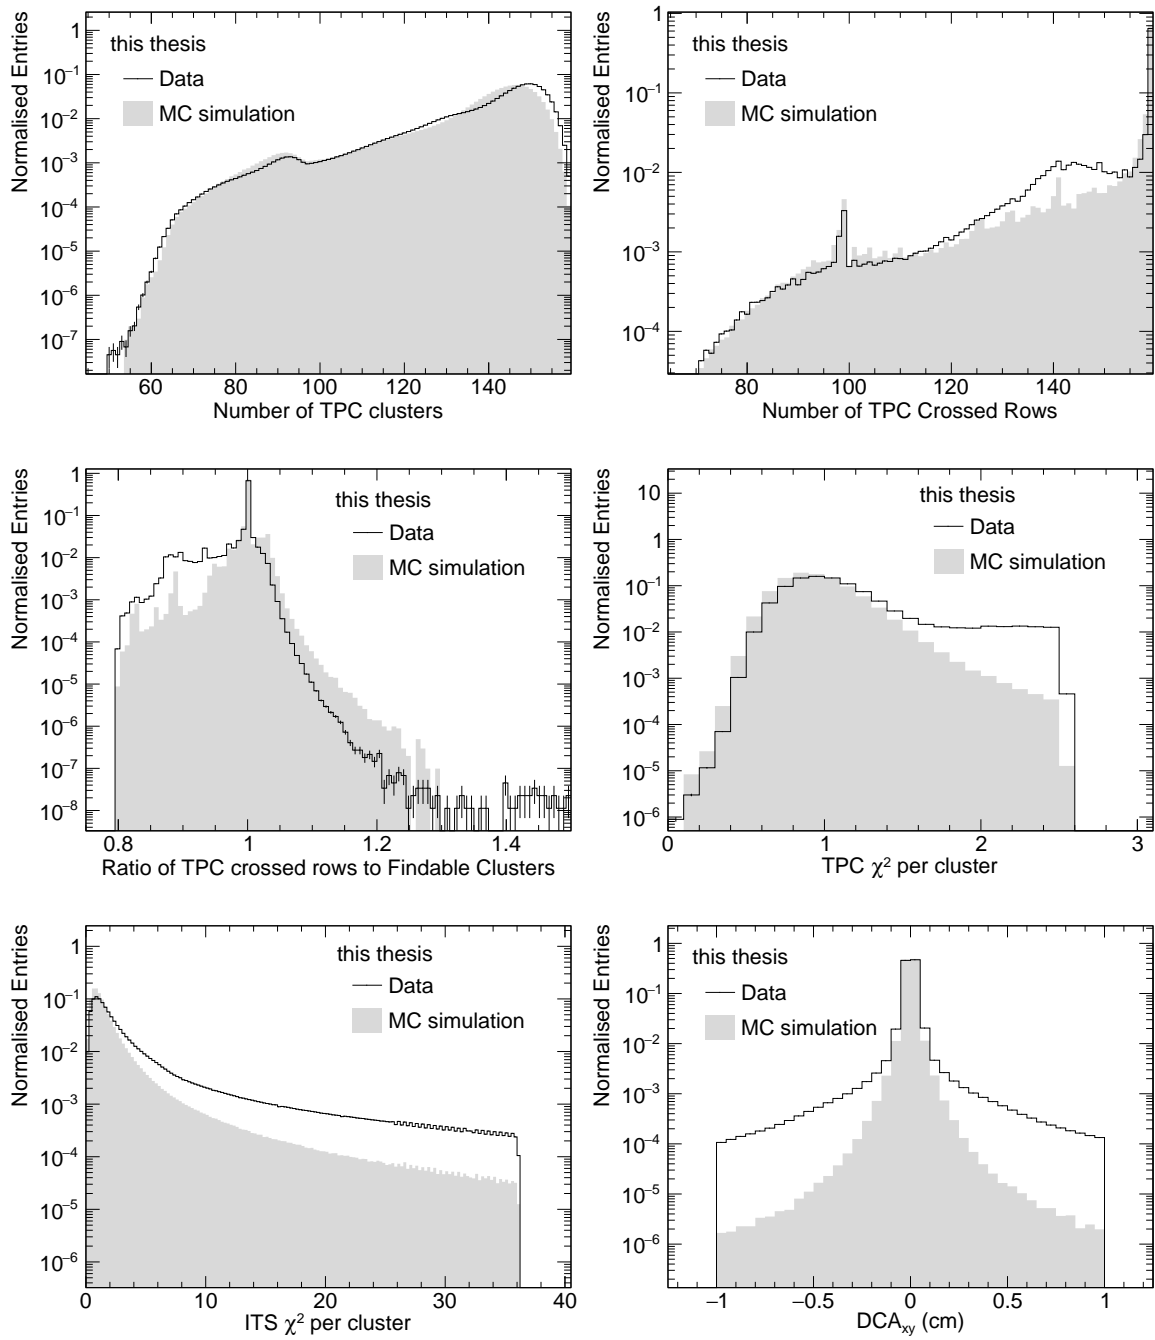 Normalised Entries
1
10−1
10−2
10−3
10−4
10−5
10−6
10−7
this thesis
Data
MC simulation
60 80 100 120 140
Number of TPC clusters
Normalised Entries
1
10−1
10−2
10−3
10−4
this thesis
Data
MC simulation
80 100 120 140
Number of TPC Crossed Rows
Normalised Entries
1
10−1
10−2
10−3
10−4
10−5
10−6
10−7
10−8
this thesis
Data
MC simulation
0.8 1 1.2 1.4
Ratio of TPC crossed rows to Findable Clusters
Normalised Entries
10
1
10−1
10−2
10−3
10−4
10−5
10−6
this thesis
Data
MC simulation
0 1 2 3
TPC χ2 per cluster
Normalised Entries
1
10−1
10−2
10−3
10−4
10−5
10−6
this thesis
Data
MC simulation
0 10 20 30 40
ITS χ2 per cluster
Normalised Entries
1
10−1
10−2
10−3
10−4
10−5
10−6
this thesis
Data
MC simulation
−1 −0.5 0 0.5 1
DCAxy (cm)